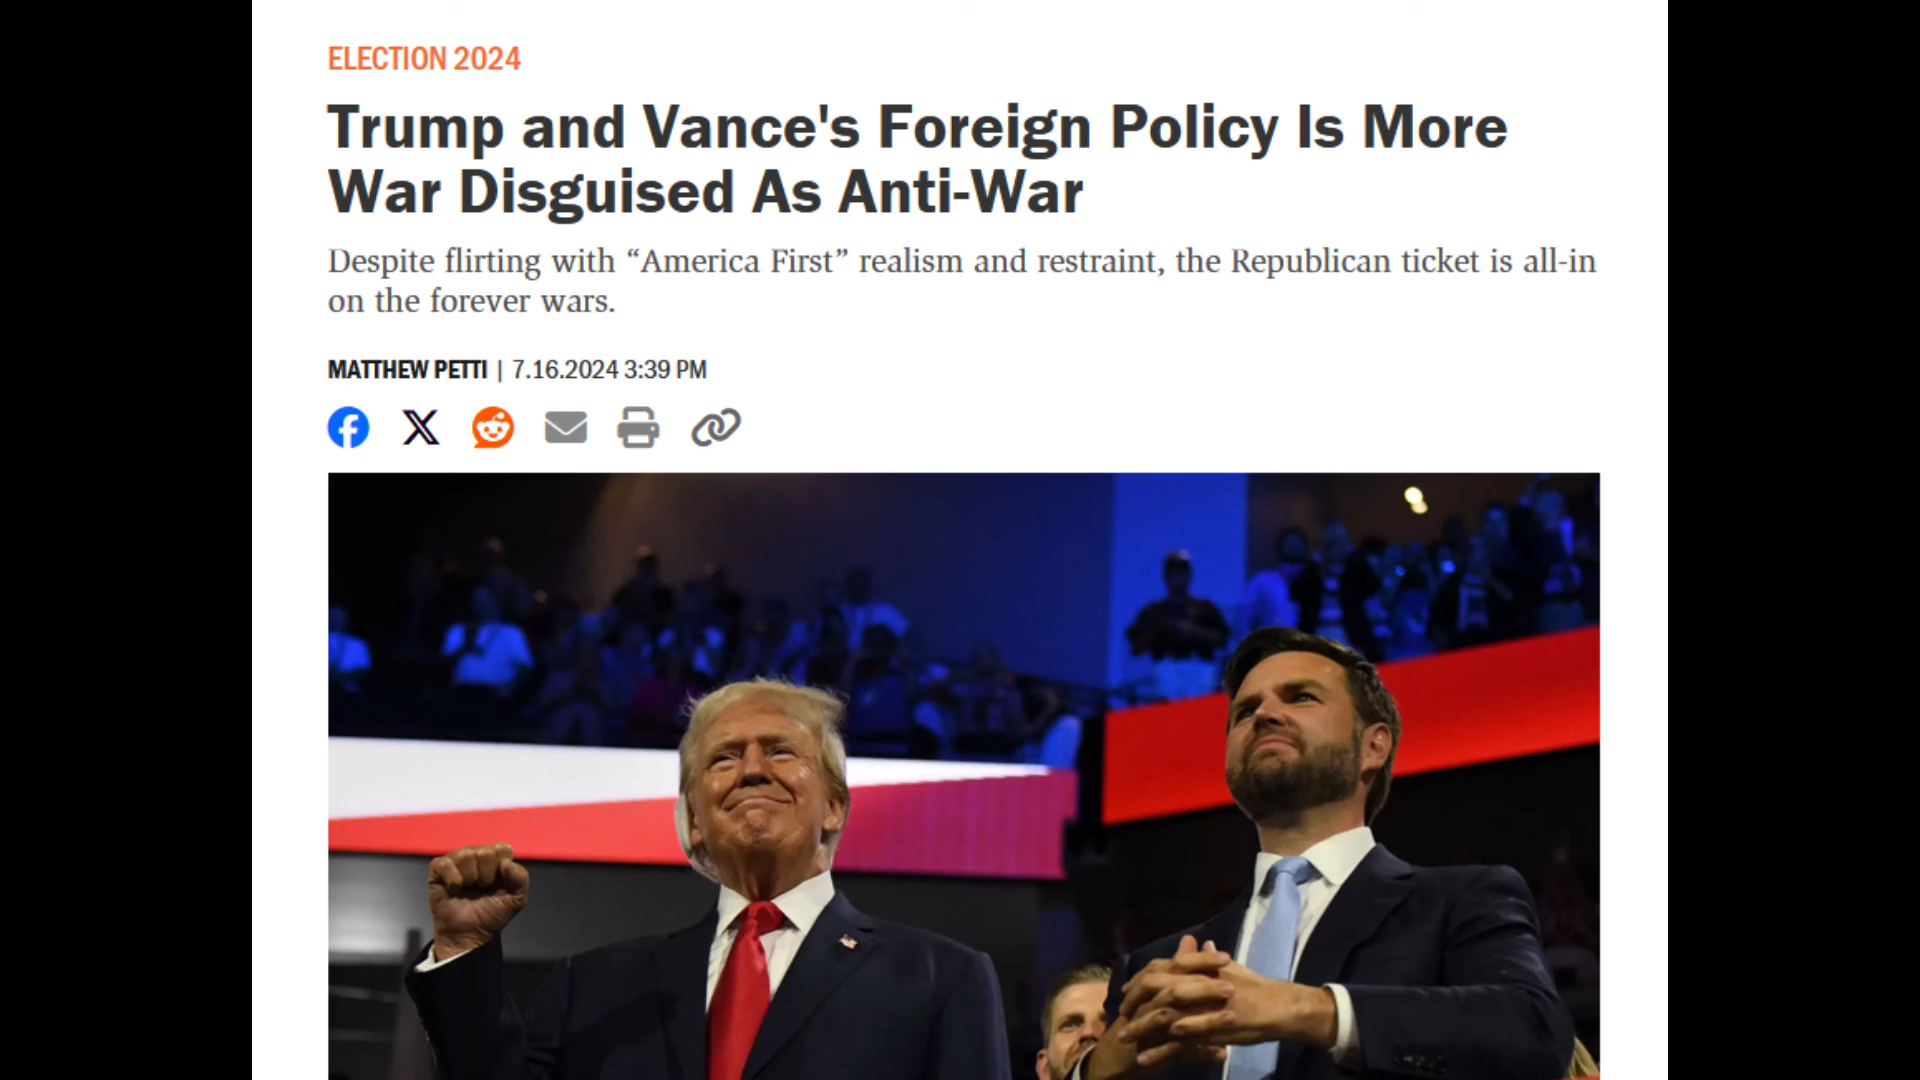 ELECTION 2024
Trump and Vance's Foreign Policy Is More
War Disguised As Anti-War
Despite flirting with “America First” realism and restraint, the Republican ticket is all-in
on the forever wars.
MATTHEW PETTI | 7.16.2024 3:39 PM